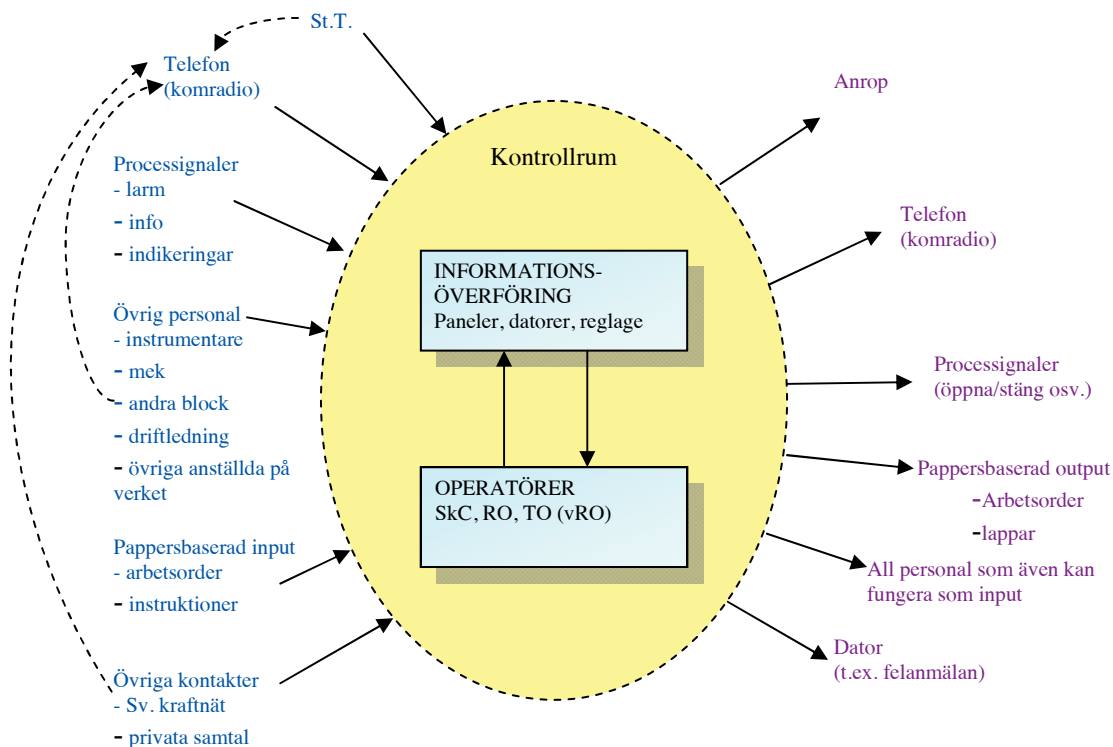 St.T.
Telefon
(komradio)
Processignaler
- larm
- info
- indikeringar
Övrig personal
- instrumentare
- mek
- andra block
- driftledning
- övriga anställda på
verket
Pappersbaserad input
- arbetsorder
- instruktioner
Övriga kontakter
- Sv. kraftnät
- privata samtal
Kontrollrum
INFORMATIONS-
ÖVERFÖRING
Paneler, datorer, reglage
OPERATÖRER
SkC, RO, TO (vRO)
Anrop
Telefon
(komradio)
Processignaler
(öppna/stäng osv.)
Pappersbaserad output
-Arbetsorder
-lappar
All personal som även kan
fungera som input
Dator
(t.ex. felanmälan)